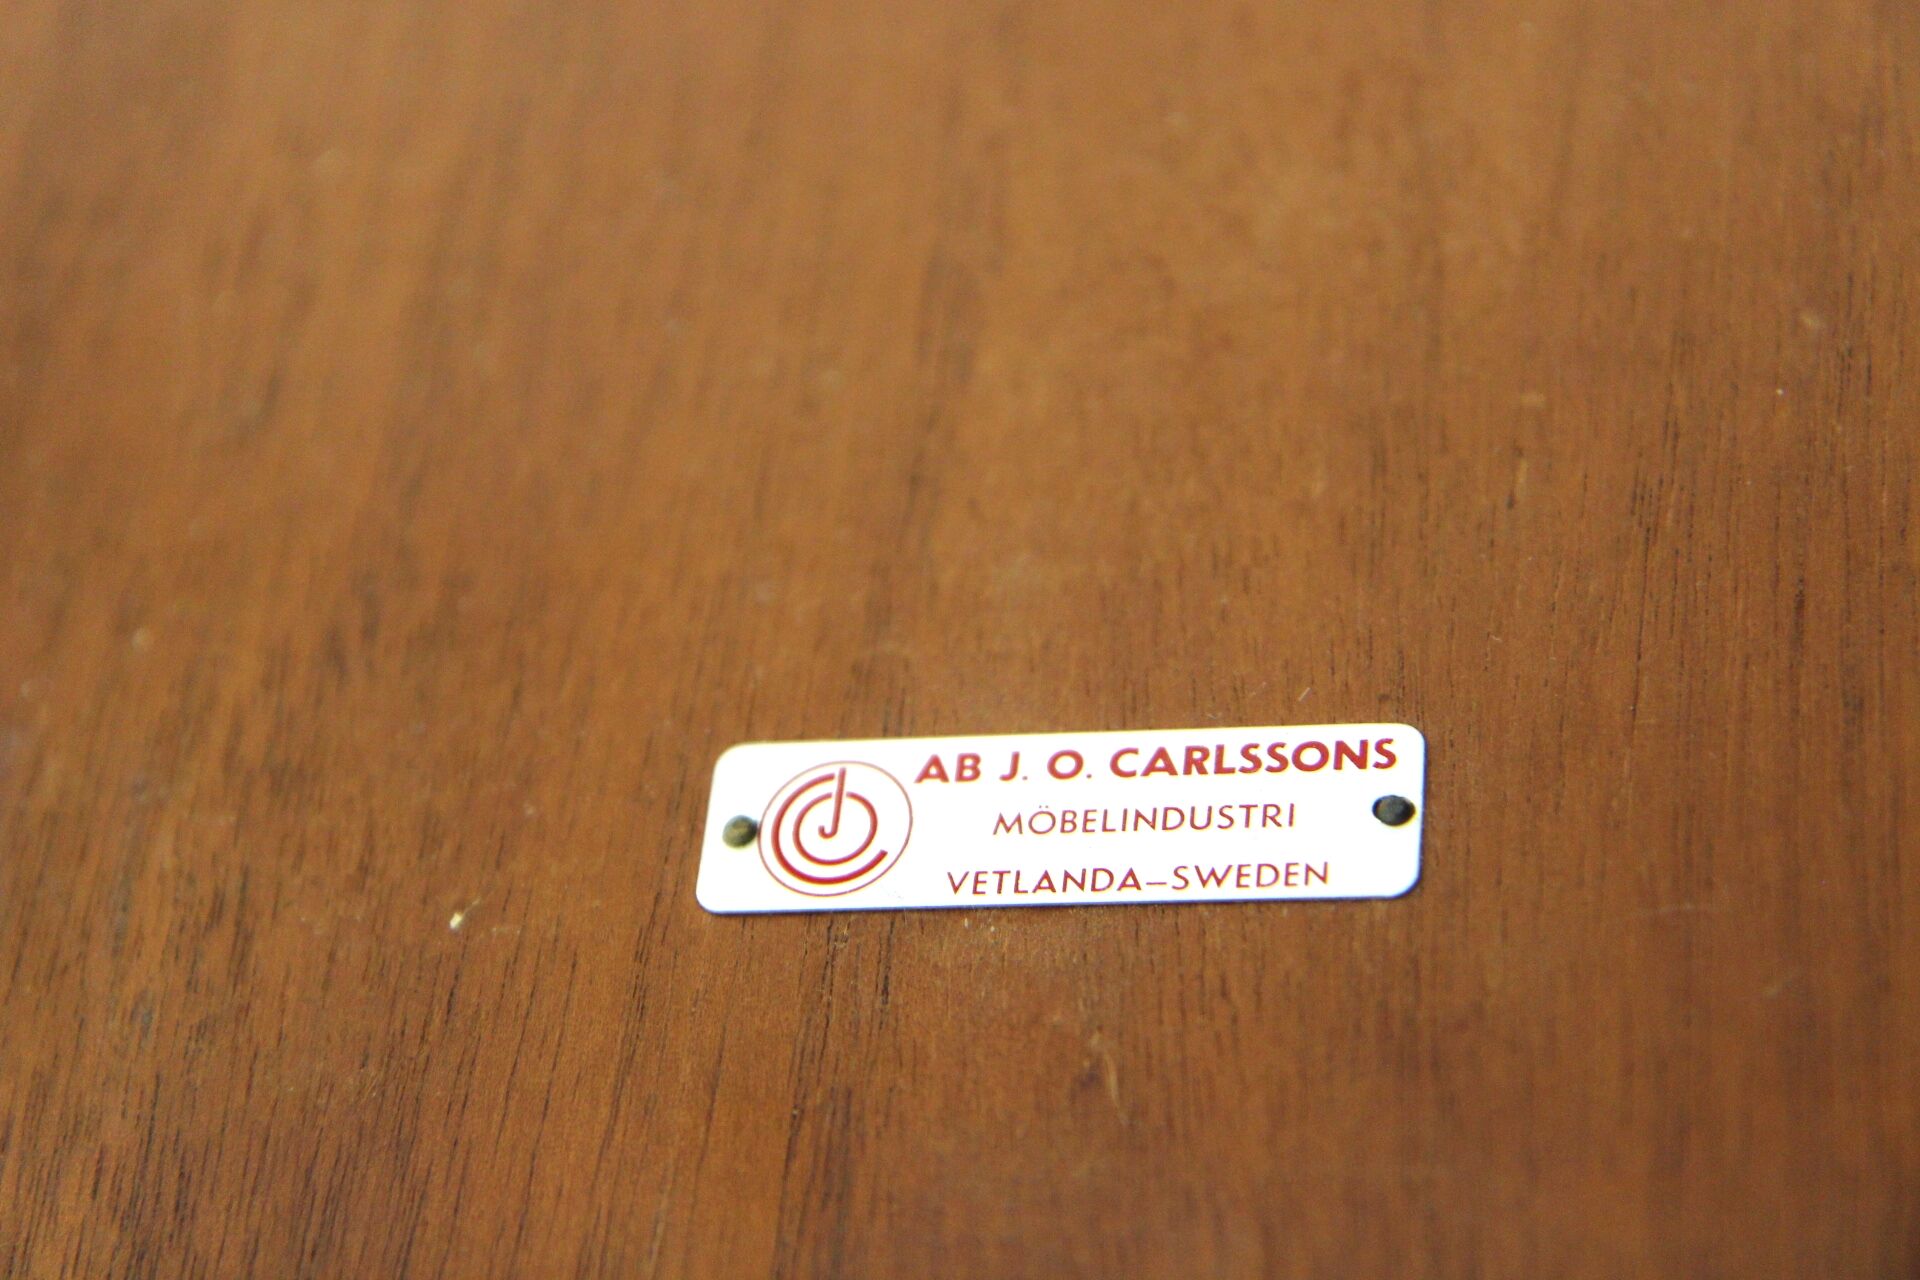 AB J. O. CARLSSONS
MÖBELINDUSTRI
VETLANDA–SWEDEN